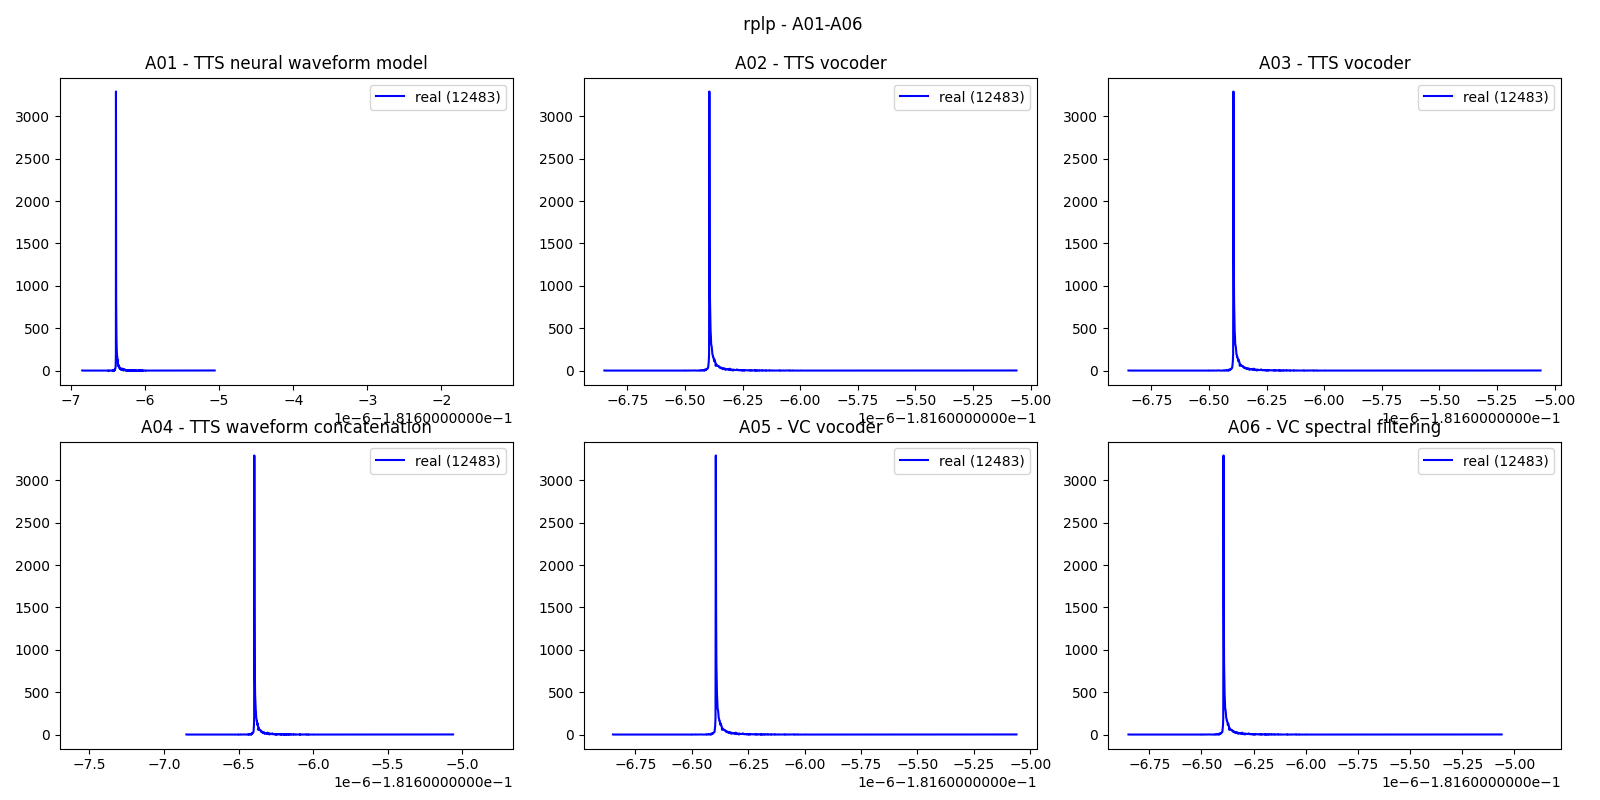 rplp - A01-A06
A01 - TTS neural waveform model
A02 - TTS vocoder
A03 - TTS vocoder
real (12483)
real (12483)
real (12483)
3000
2500
2000
1500
1000
500
0
3000
2500
2000
1500
1000
500
0
3000
2500
2000
1500
1000
500
0
−7 −6 −5 −4 −3 −2
1e−6−1.8160000000e−1
−6.75 −6.50 −6.25 −6.00 −5.75 −5.50 −5.25 −5.00
1e−6−1.8160000000e−1
−6.75 −6.50 −6.25 −6.00 −5.75 −5.50 −5.25 −5.00
1e−6−1.8160000000e−1
A04 - TTS waveform concatenation
A05 - VC vocoder
A06 - VC spectral filtering
real (12483)
real (12483)
real (12483)
3000
2500
2000
1500
1000
500
0
3000
2500
2000
1500
1000
500
0
3000
2500
2000
1500
1000
500
0
−7.5 −7.0 −6.5 −6.0 −5.5 −5.0
1e−6−1.8160000000e−1
−6.75 −6.50 −6.25 −6.00 −5.75 −5.50 −5.25 −5.00
1e−6−1.8160000000e−1
−6.75 −6.50 −6.25 −6.00 −5.75 −5.50 −5.25 −5.00
1e−6−1.8160000000e−1